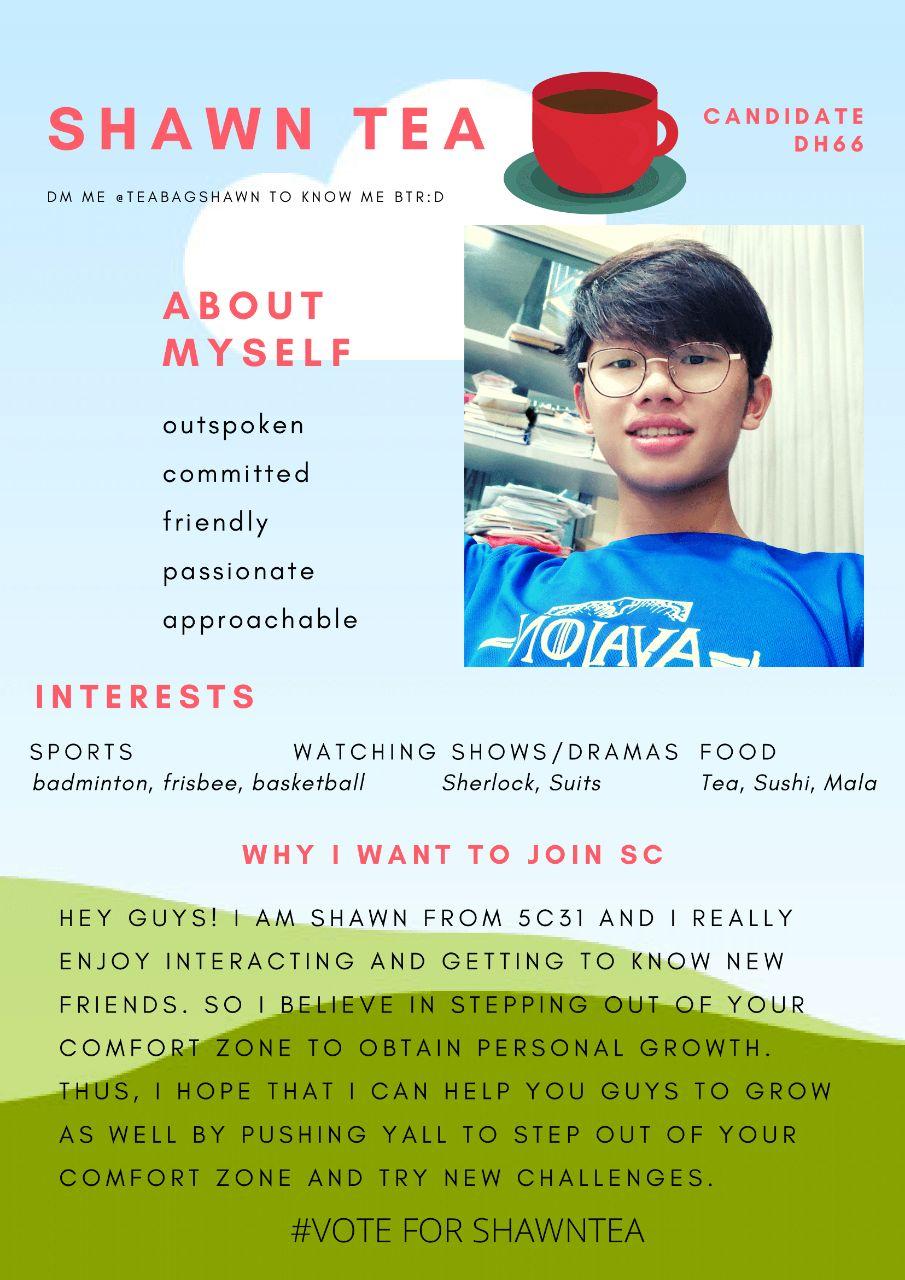 SHAWN TEA
CANDIDATE
DH66
DM ME @TEABAGSHAWN TO KNOW ME BTR:D
ABOUT
MYSELF
outspoken
committed
friendly
passionate
approachable
INTERESTS
SPORTS
badminton, frisbee, basketball
WATCHING SHOWS/DRAMAS
Sherlock, Suits
FOOD
Tea, Sushi, Mala
WHY I WANT TO JOIN SC
HEY GUYS! I AM SHAWN FROM 5C31 AND I REALLY
ENJOY INTERACTING AND GETTING TO KNOW NEW
FRIENDS. SO I BELIEVE IN STEPPING OUT OF YOUR
COMFORT ZONE TO OBTAIN PERSONAL GROWTH.
THUS, I HOPE THAT I CAN HELP YOU GUYS TO GROW
AS WELL BY PUSHING YALL TO STEP OUT OF YOUR
COMFORT ZONE AND TRY NEW CHALLENGES.
#VOTE FOR SHAWNTEA